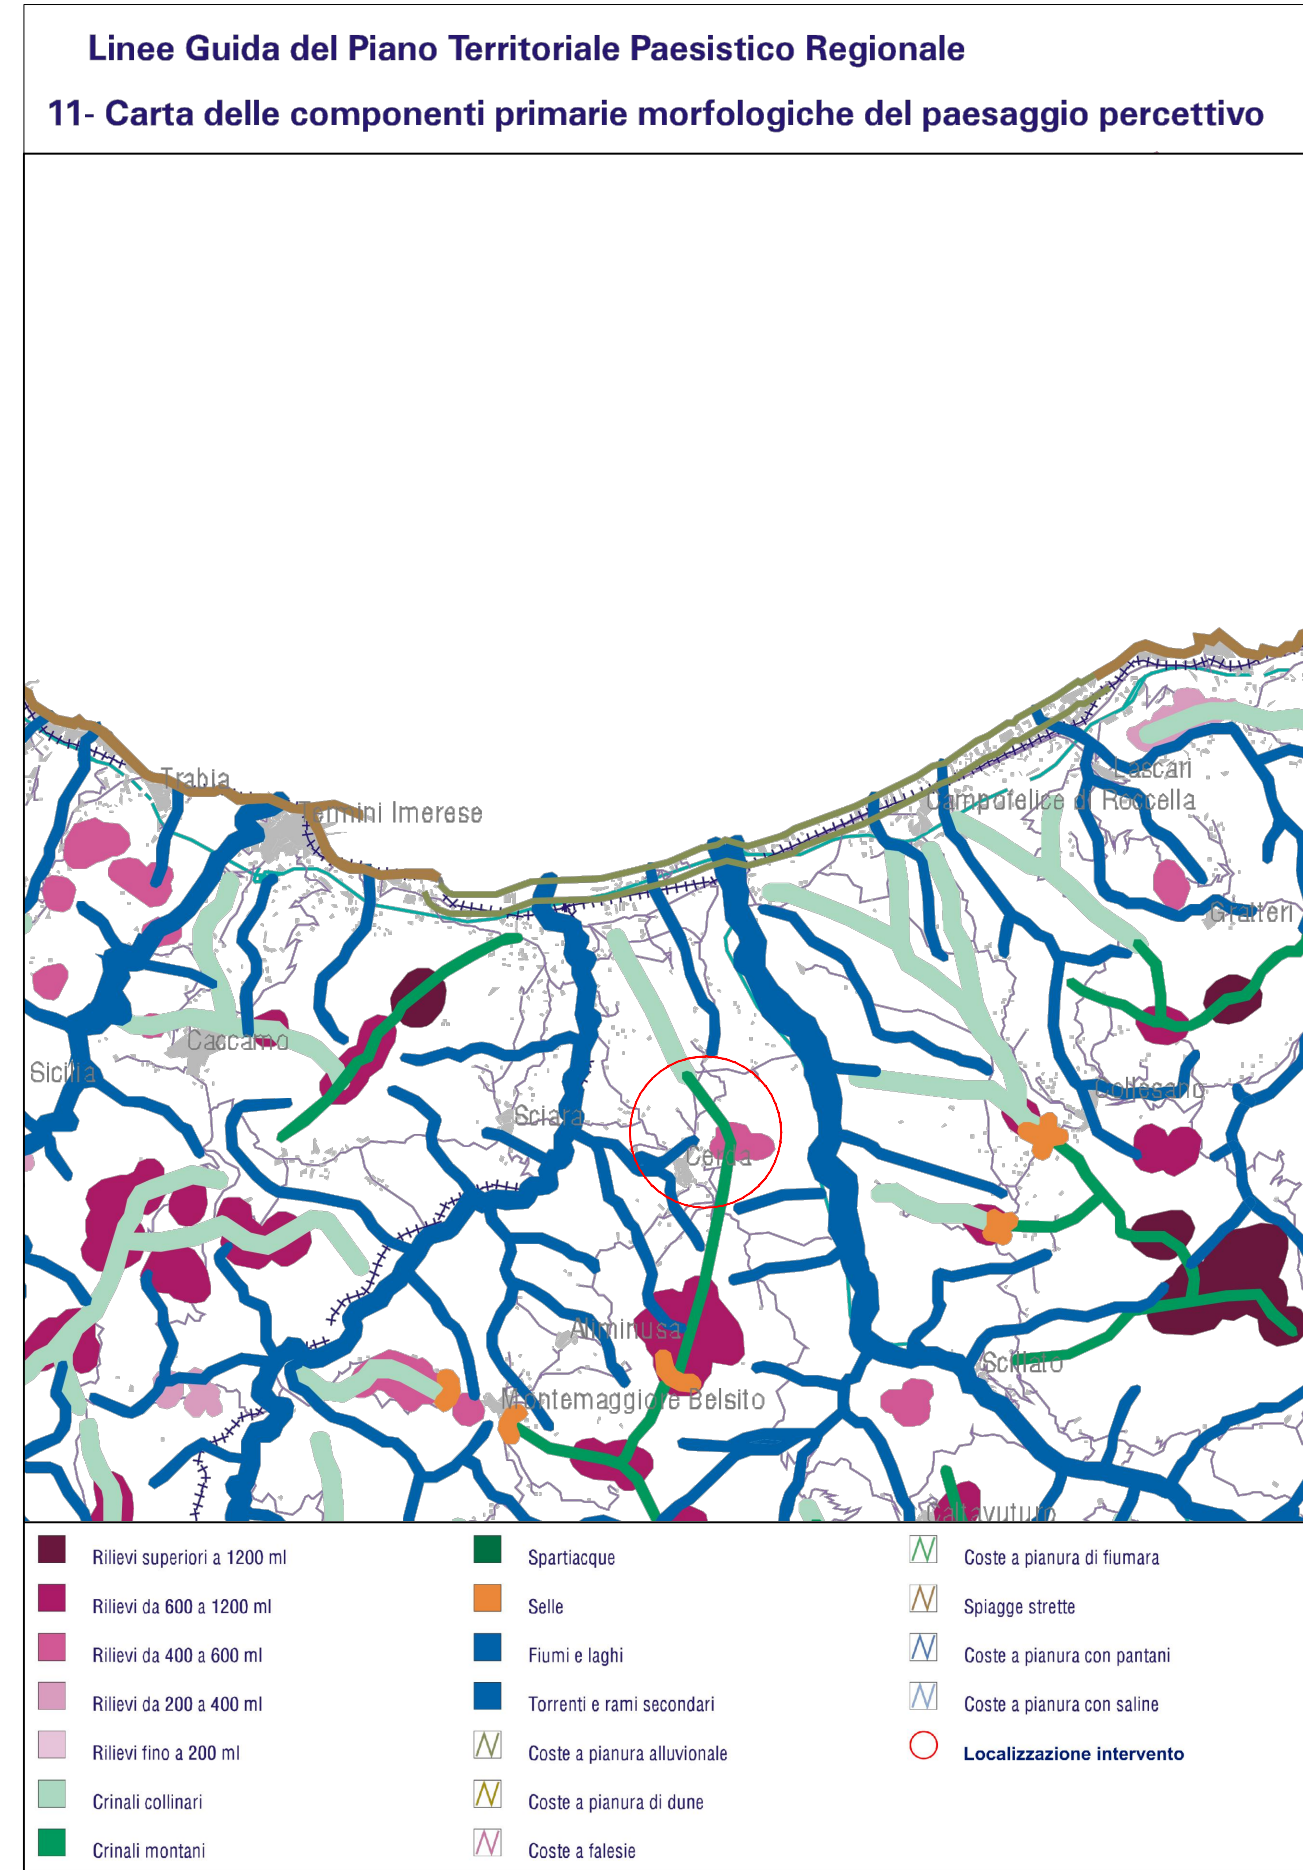 Linee Guida del Piano Territoriale Paesistico Regionale
11- Carta delle componenti primarie morfologiche del paesaggio percettivo
Trabia
Termini Imerese
Lascari
Campofelice di Roccella
Gratteri
Caccamo
Sicilia
Collesano
Sciara
Cerda
Aliminusa
Scillato
Montemaggiore Belsito
Caltavuturo
Rilievi superiori a 1200 ml
Rilievi da 600 a 1200 ml
Rilievi da 400 a 600 ml
Rilievi da 200 a 400 ml
Rilievi fino a 200 ml
Crinali collinari
Crinali montani
Spartiacque
Selle
Fiumi e laghi
Torrenti e rami secondari
Coste a pianura alluvionale
Coste a pianura di dune
Coste a falesie
Coste a pianura di fiumara
Spiagge strette
Coste a pianura con pantani
Coste a pianura con saline
Localizzazione intervento